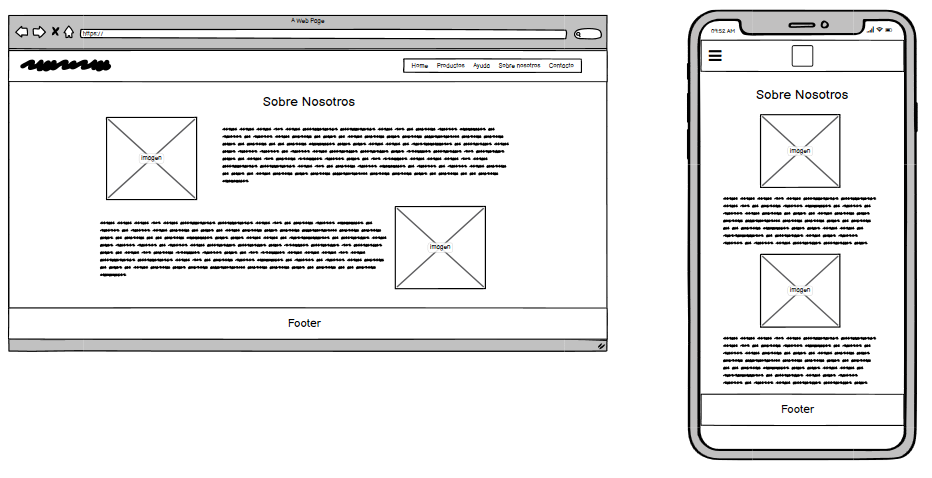 A Web Page
https://
Home Productos Ayuda Sobre nosotros Contacto
Sobre Nosotros
imagen
imagen
Footer
09:52 AM
Sobre Nosotros
imagen
imagen
Footer